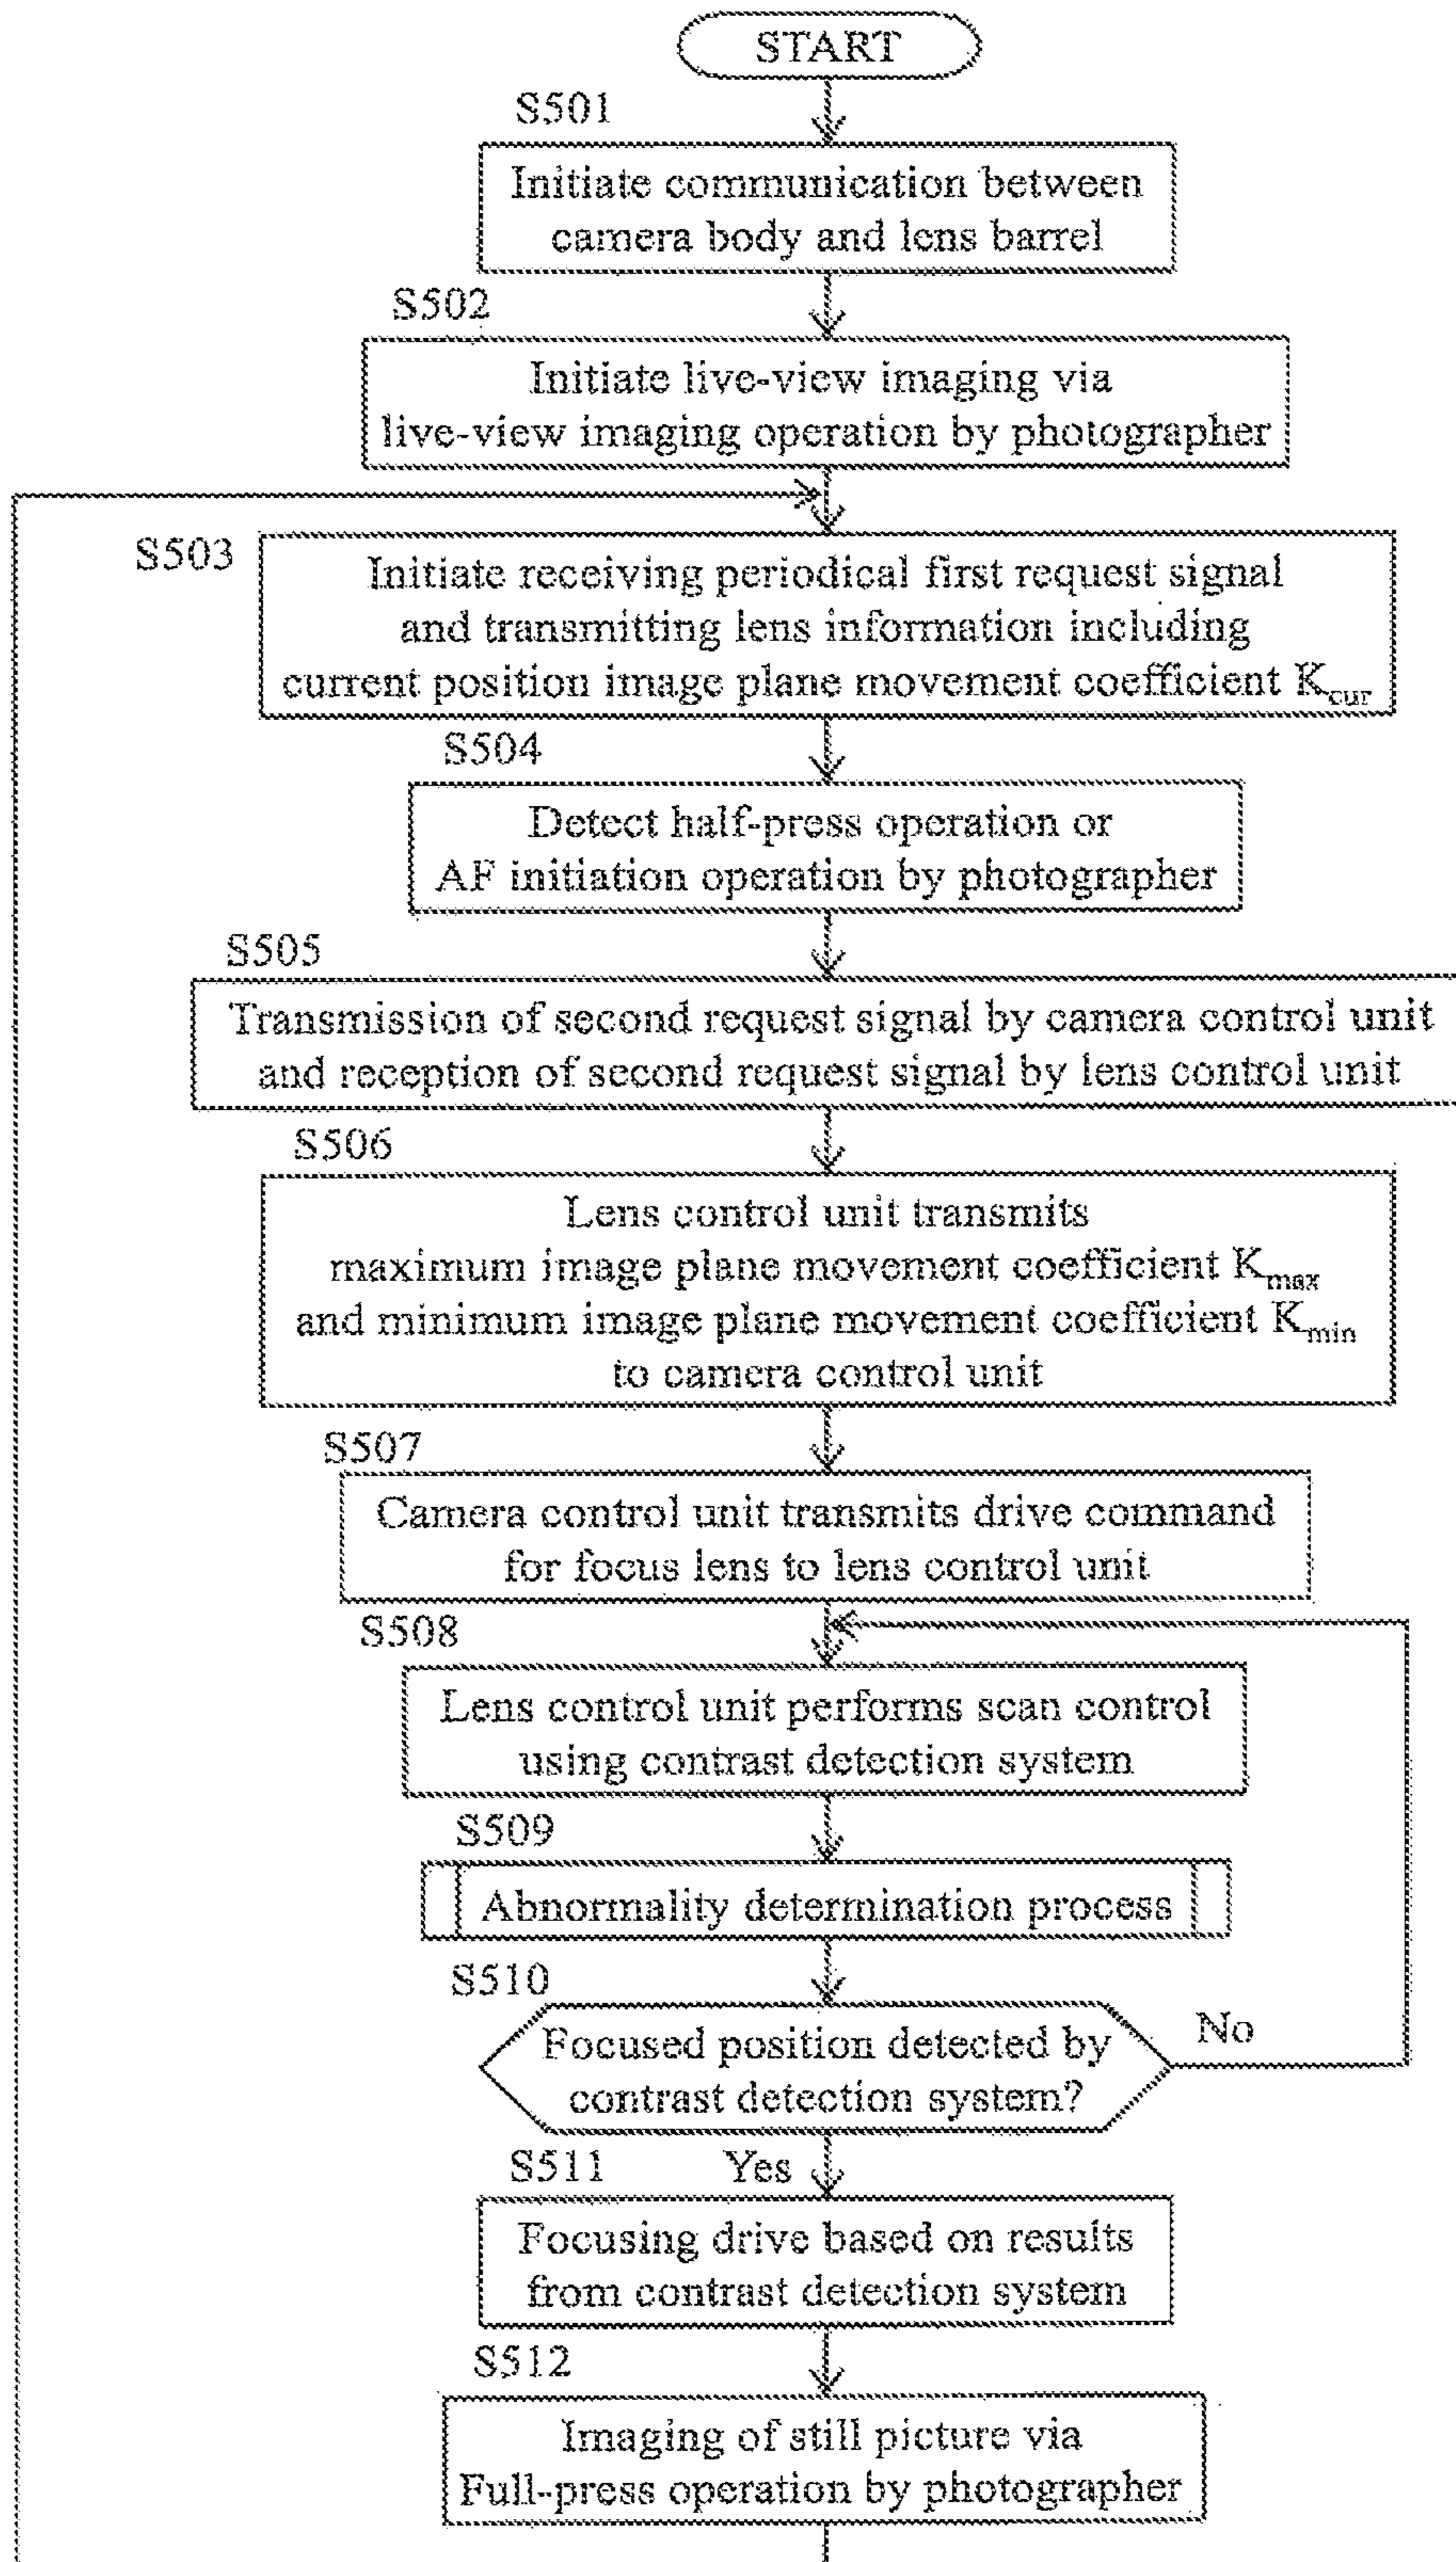 START
S501
Initiate communication between
camera body and lens barrel
S502
Initiate live-view imaging via
live-view imaging operation by photographer
S503
Initiate receiving periodical first request signal
and transmitting lens information including
current position image plane movement coefficient Kcur
S504
Detect half-press operation or
AF initiation operation by photographer
S505
Transmission of second request signal by camera control unit
and reception of second request signal by lens control unit
S506
Lens control unit transmits
maximum image plane movement coefficient Kmax
and minimum image plane movement coefficient Kmin
to camera control unit
S507
Camera control unit transmits drive command
for focus lens to lens control unit
S508
Lens control unit performs scan control
using contrast detection system
S509
Abnormality determination process
S510
Focused position detected by
contrast detection system?
No
S511
Yes
Focusing drive based on results
from contrast detection system
S512
Imaging of still picture via
Full-press operation by photographer